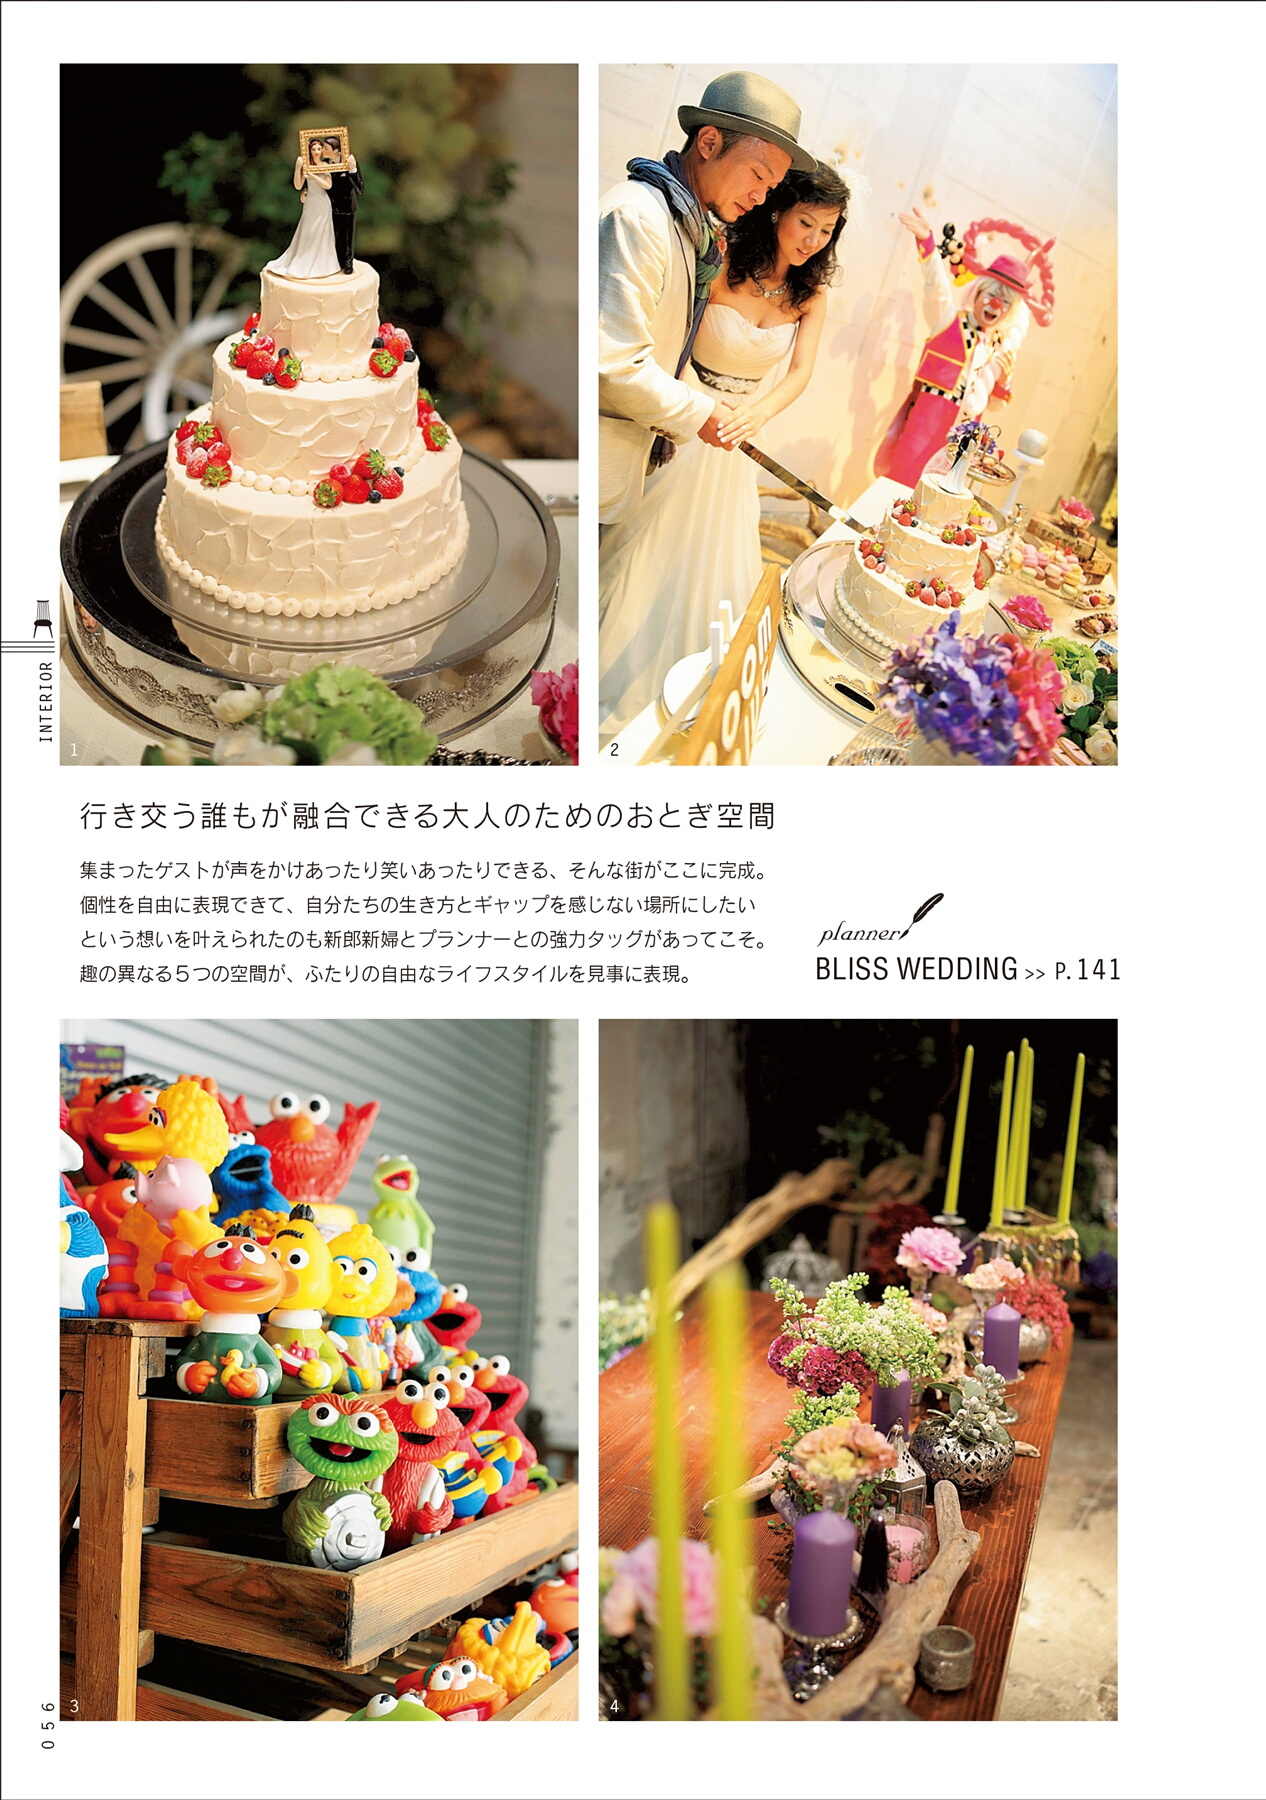 1
2
INTERIOR
行き交う誰もが融合できる大人のためのおとぎ空間
集まったゲストが声をかけあったり笑いあったりできる、そんな街がここに完成。
個性を自由に表現できて、自分たちの生き方とギャップを感じない場所にしたい
という想いを叶えられたのも新郎新婦とプランナーとの強力タッグがあってこそ。
趣の異なる5つの空間が、ふたりの自由なライフスタイルを見事に表現。
planner
BLISS WEDDING >> P.141
3
4
056